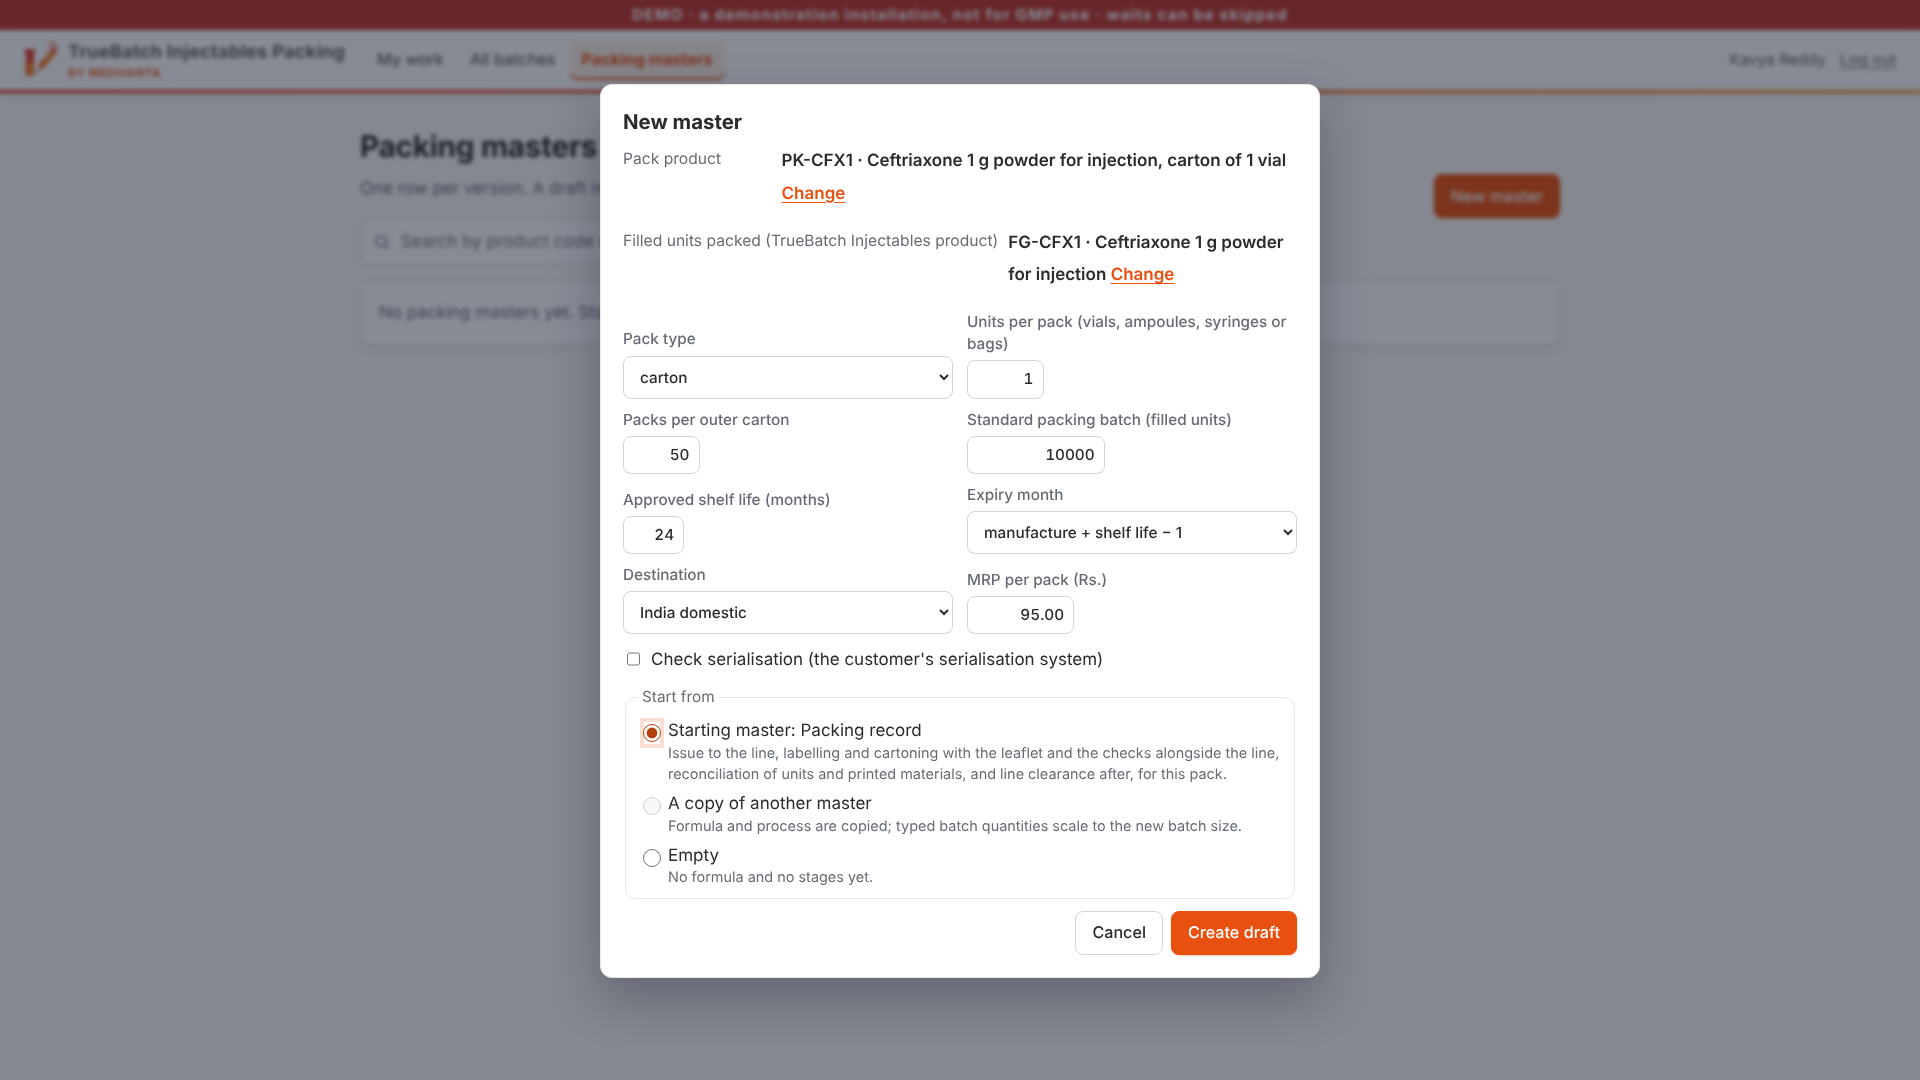 DEMO · a demonstration installation, not for GMP use · waits can be skipped
TrueBatch Injectables Packing
BY MEDHANTA
My work
All batches
Packing masters
Kavya Reddy
Log out
Packing masters
One row per version. A draft
New master
Search by product code
No packing masters yet.
New master
Pack product
PK-CFX1 · Ceftriaxone 1 g powder for injection, carton of 1 vial
Change
Filled units packed (TrueBatch Injectables product)
FG-CFX1 · Ceftriaxone 1 g powder
for injection Change
Pack type
carton
Units per pack (vials, ampoules, syringes or
bags)
1
Packs per outer carton
50
Standard packing batch (filled units)
10000
Approved shelf life (months)
24
Expiry month
manufacture + shelf life − 1
Destination
India domestic
MRP per pack (Rs.)
95.00
Check serialisation (the customer's serialisation system)
Start from
Starting master: Packing record
Issue to the line, labelling and cartoning with the leaflet and the checks alongside the line,
reconciliation of units and printed materials, and line clearance after, for this pack.
A copy of another master
Formula and process are copied; typed batch quantities scale to the new batch size.
Empty
No formula and no stages yet.
Cancel
Create draft